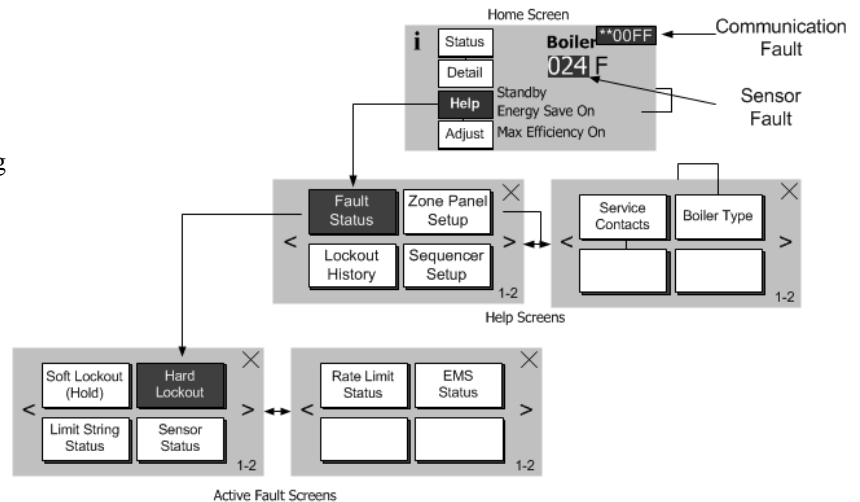 Home Screen
i
Status
Detail
Help
Adjust
Boiler
**00FF
024 F
Standby
Energy Save On
Max Efficiency On
Communication
Fault
Sensor
Fault
g
Fault
Status
Zone Panel
Setup
Lockout
History
Sequencer
Setup
<
>
X
1-2
Service
Contacts
Boiler Type
<
>
X
1-2
Help Screens
Soft Lockout
(Hold)
Hard
Lockout
Limit String
Status
Sensor
Status
<
>
X
1-2
Rate Limit
Status
EMS
Status
<
>
X
1-2
Active Fault Screens